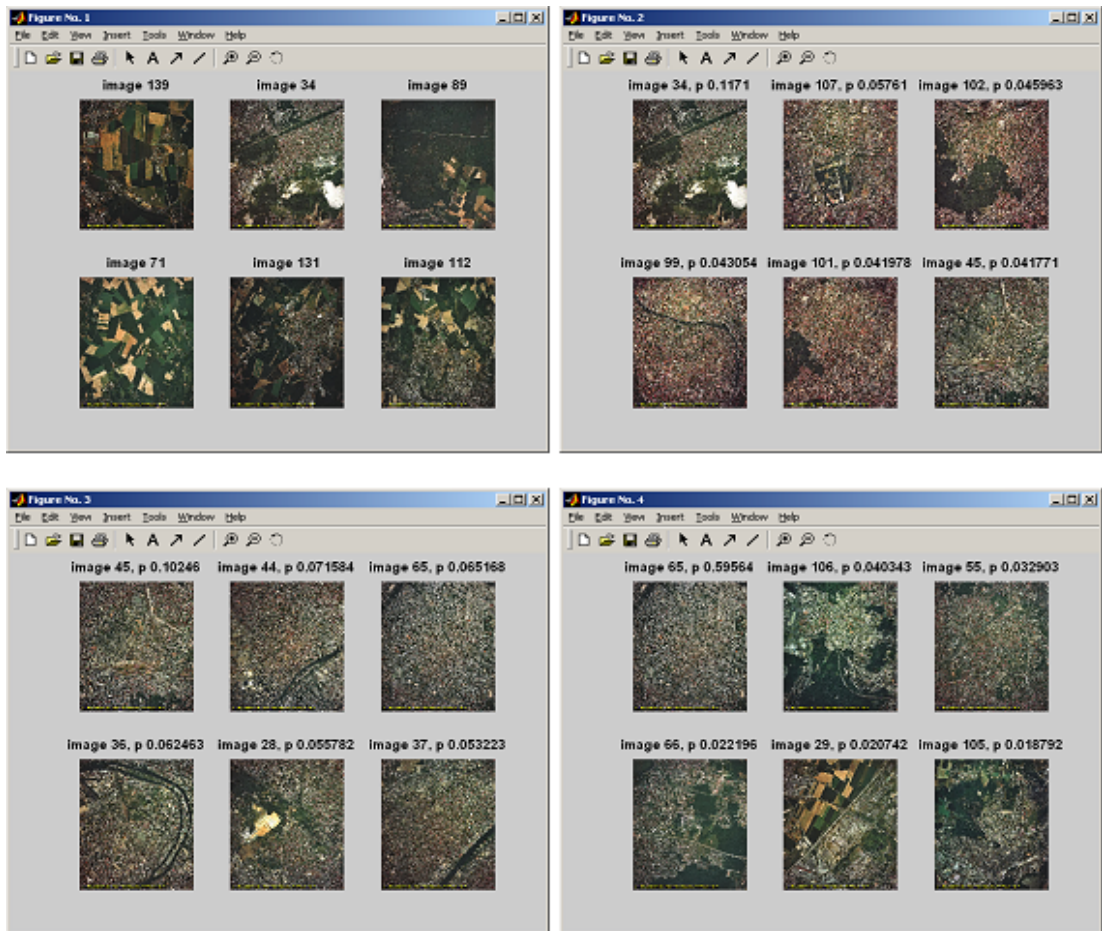 Figure No. 1
File Edit View Insert Tools Window Help
image 139 image 34 image 89
image 71 image 131 image 112
Figure No. 2
File Edit View Insert Tools Window Help
image 34, p 0.1171 image 107, p 0.05761 image 102, p 0.045963
image 99, p 0.043054 image 101, p 0.041978 image 45, p 0.041771
Figure No. 3
File Edit View Insert Tools Window Help
image 45, p 0.10246 image 44, p 0.071584 image 65, p 0.065168
image 36, p 0.062463 image 28, p 0.055782 image 37, p 0.053223
Figure No. 4
File Edit View Insert Tools Window Help
image 65, p 0.59564 image 106, p 0.040343 image 55, p 0.032903
image 66, p 0.022196 image 29, p 0.020742 image 105, p 0.018792